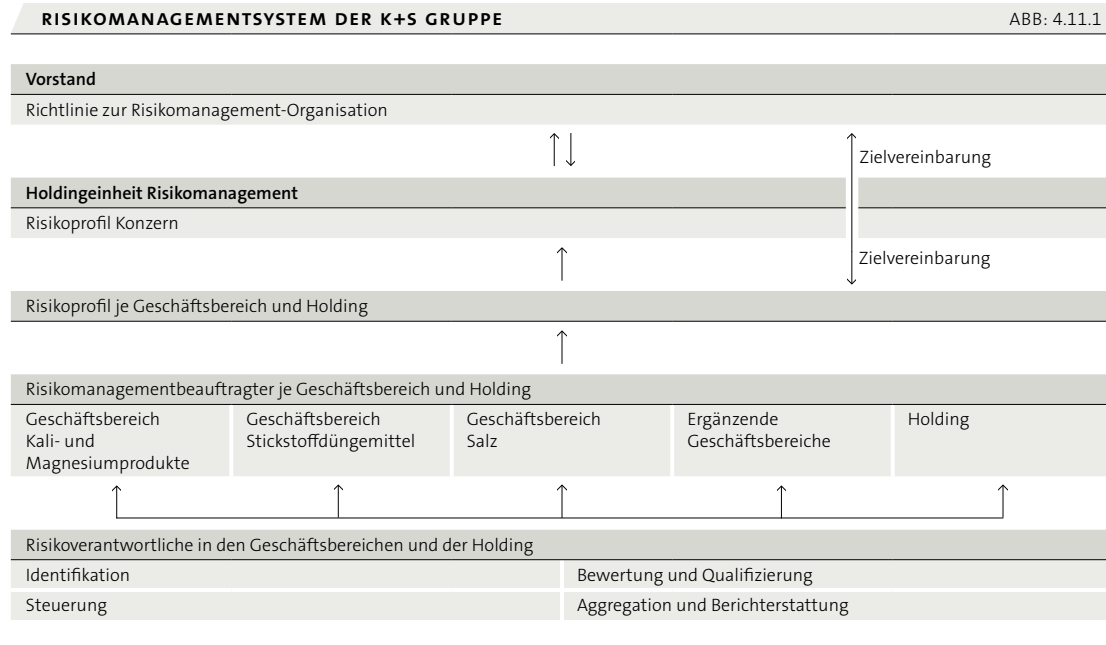 RISIKOMANAGEMENTSYSTEM DER K+S GRUPPE ABB: 4.11.1
Vorstand
Richtlinie zur Risikomanagement-Organisation
Zielvereinbarung
Holdingeinheit Risikomanagement
Risikoprofil Konzern
Zielvereinbarung
Risikoprofil je Geschäftsbereich und Holding
Risikomanagementbeauftragter je Geschäftsbereich und Holding
Geschäftsbereich
Kali- und
Magnesiumprodukte
Geschäftsbereich
Stickstoffdüngemittel
Geschäftsbereich
Salz
Ergänzende
Geschäftsbereiche
Holding
Risikoverantwortliche in den Geschäftsbereichen und der Holding
Identifikation
Bewertung und Qualifizierung
Steuerung
Aggregation und Berichterstattung